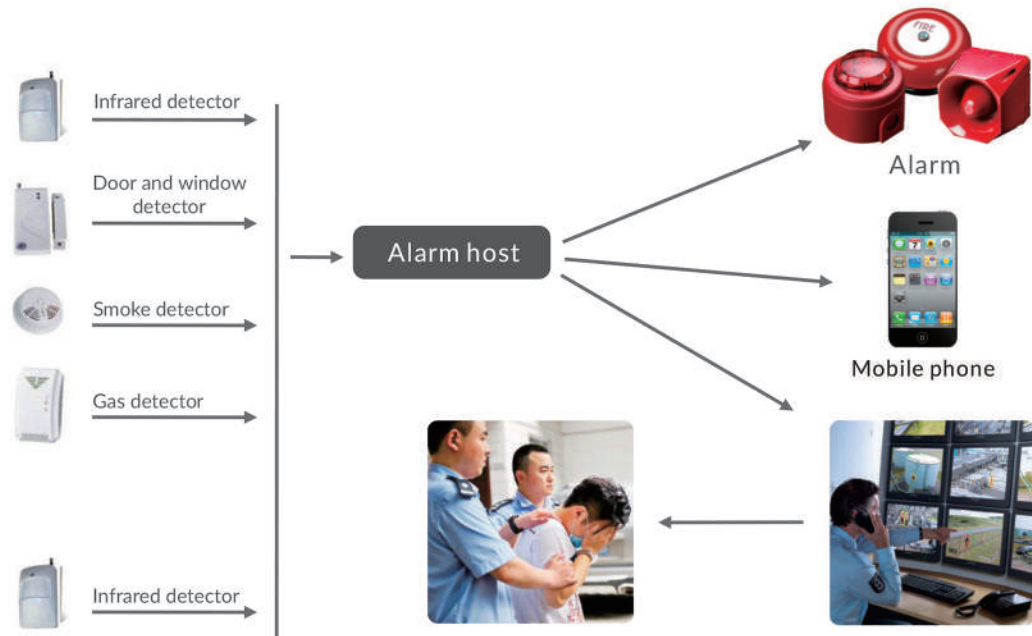 FIRE
Infrared detector
Alarm
Door and window
detector
Alarm host
Smoke detector
Mobile phone
Gas detector
Infrared detector